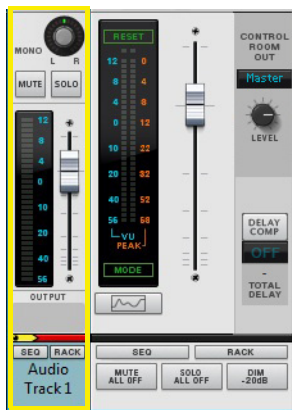 MONO
L R
MUTE SOLO
12
8
4
0
10
20
40
56
OUTPUT
SEQ RACK
Audio
Track 1
RESET
12 0
8 4
4 8
0 12
10 22
20 32
40 52
56 68
VU
PEAK
MODE
SEQ RACK
MUTE
ALL OFF
SOLO
ALL OFF
DIM
-20dB
CONTROL
ROOM
OUT
Master
LEVEL
DELAY
COMP
OFF
-
TOTAL
DELAY